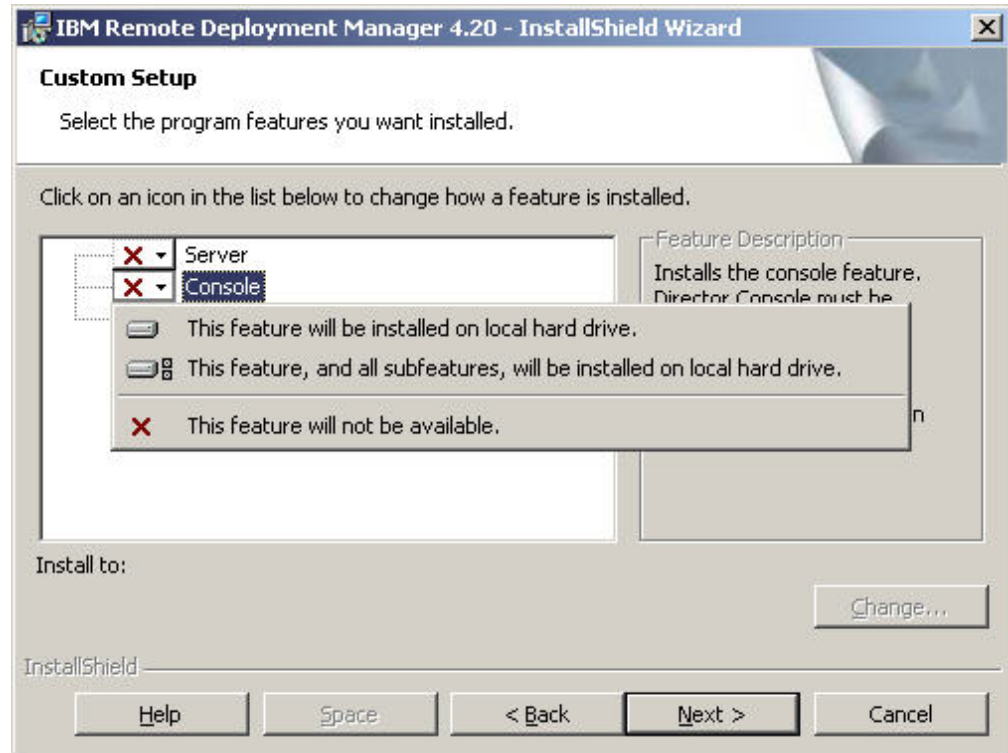 IBM Remote Deployment Manager 4.20 - InstallShield Wizard
Custom Setup
Select the program features you want installed.
Click on an icon in the list below to change how a feature is installed.
Server
Console
Feature Description
Installs the console feature.
Director Console must be
This feature will be installed on local hard drive.
This feature, and all subfeatures, will be installed on local hard drive.
This feature will not be available.
n
Install to:
Change...
InstallShield
Help
Space
< Back
Next >
Cancel